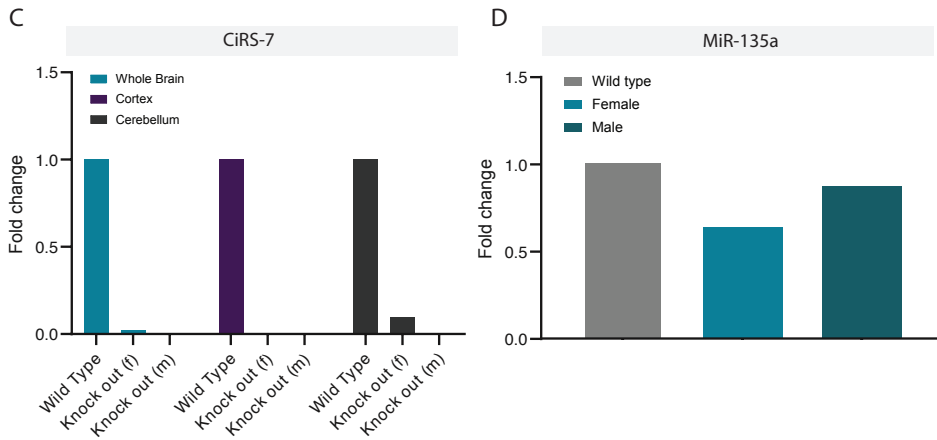 C
CiRS-7
1.5
1.0
0.5
0.0
Fold change
Whole Brain
Cortex
Cerebellum
Wild Type
Knock out (f)
Knock out (m)
Wild Type
Knock out (f)
Knock out (m)
Wild Type
Knock out (f)
Knock out (m)
D
MiR-135a
1.5
1.0
0.5
0.0
Fold change
Wild type
Female
Male